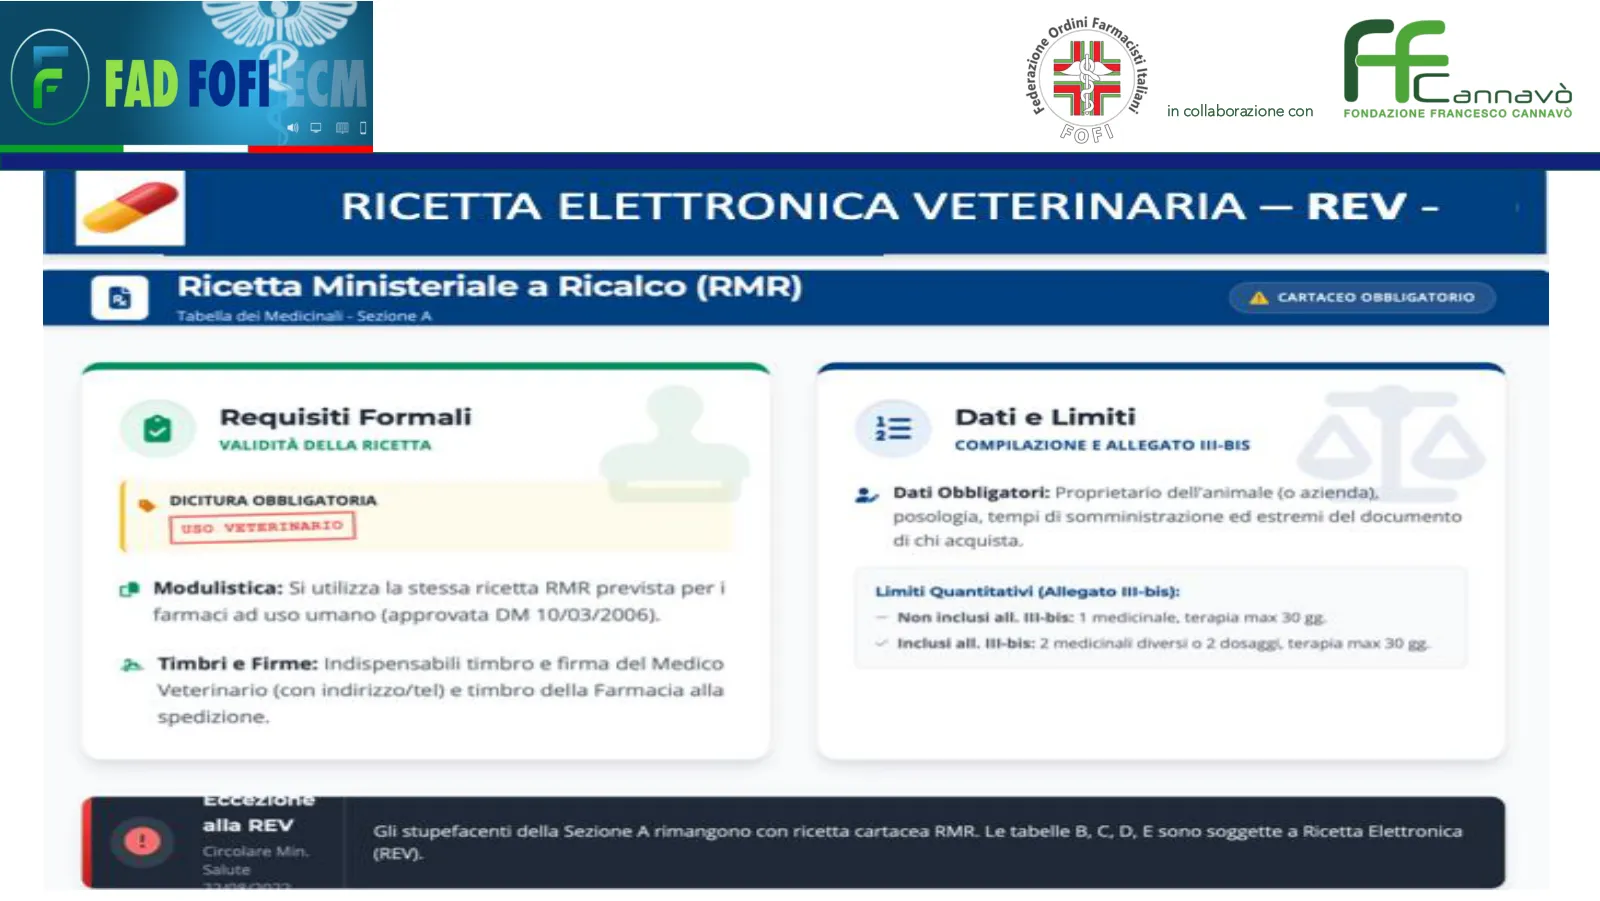 FAD FOFI ECM
Federazione Ordini Farmacisti Italiani
FOFI
in collaborazione con
FFC annavò
FONDAZIONE FRANCESCO CANNAVÒ
RICETTA ELETTRONICA VETERINARIA – REV -
Ricetta Ministeriale a Ricalco (RMR)
Tabella dei Medicinali - Sezione A
CARTACEO OBBLIGATORIO
Requisiti Formali
VALIDITÀ DELLA RICETTA
DICITURA OBBLIGATORIA
USO VETERINARIO
Modulistica: Si utilizza la stessa ricetta RMR prevista per i
farmaci ad uso umano (approvata DM 10/03/2006).
Timbri e Firme: Indispensabili timbro e firma del Medico
Veterinario (con indirizzo/tel) e timbro della Farmacia alla
spedizione.
Dati e Limiti
COMPILAZIONE E ALLEGATO III-BIS
Dati Obbligatori: Proprietario dell'animale (o azienda),
posologia, tempi di somministrazione ed estremi del documento
di chi acquista.
Limiti Quantitativi (Allegato III-bis):
Non inclusi all. III-bis: 1 medicinale, terapia max 30 gg.
Inclusi all. III-bis: 2 medicinali diversi o 2 dosaggi, terapia max 30 gg.
Eccezione
alla REV
Circolare Min.
Salute
Gli stupefacenti della Sezione A rimangono con ricetta cartacea RMR. Le tabelle B, C, D, E sono soggette a Ricetta Elettronica
(REV).